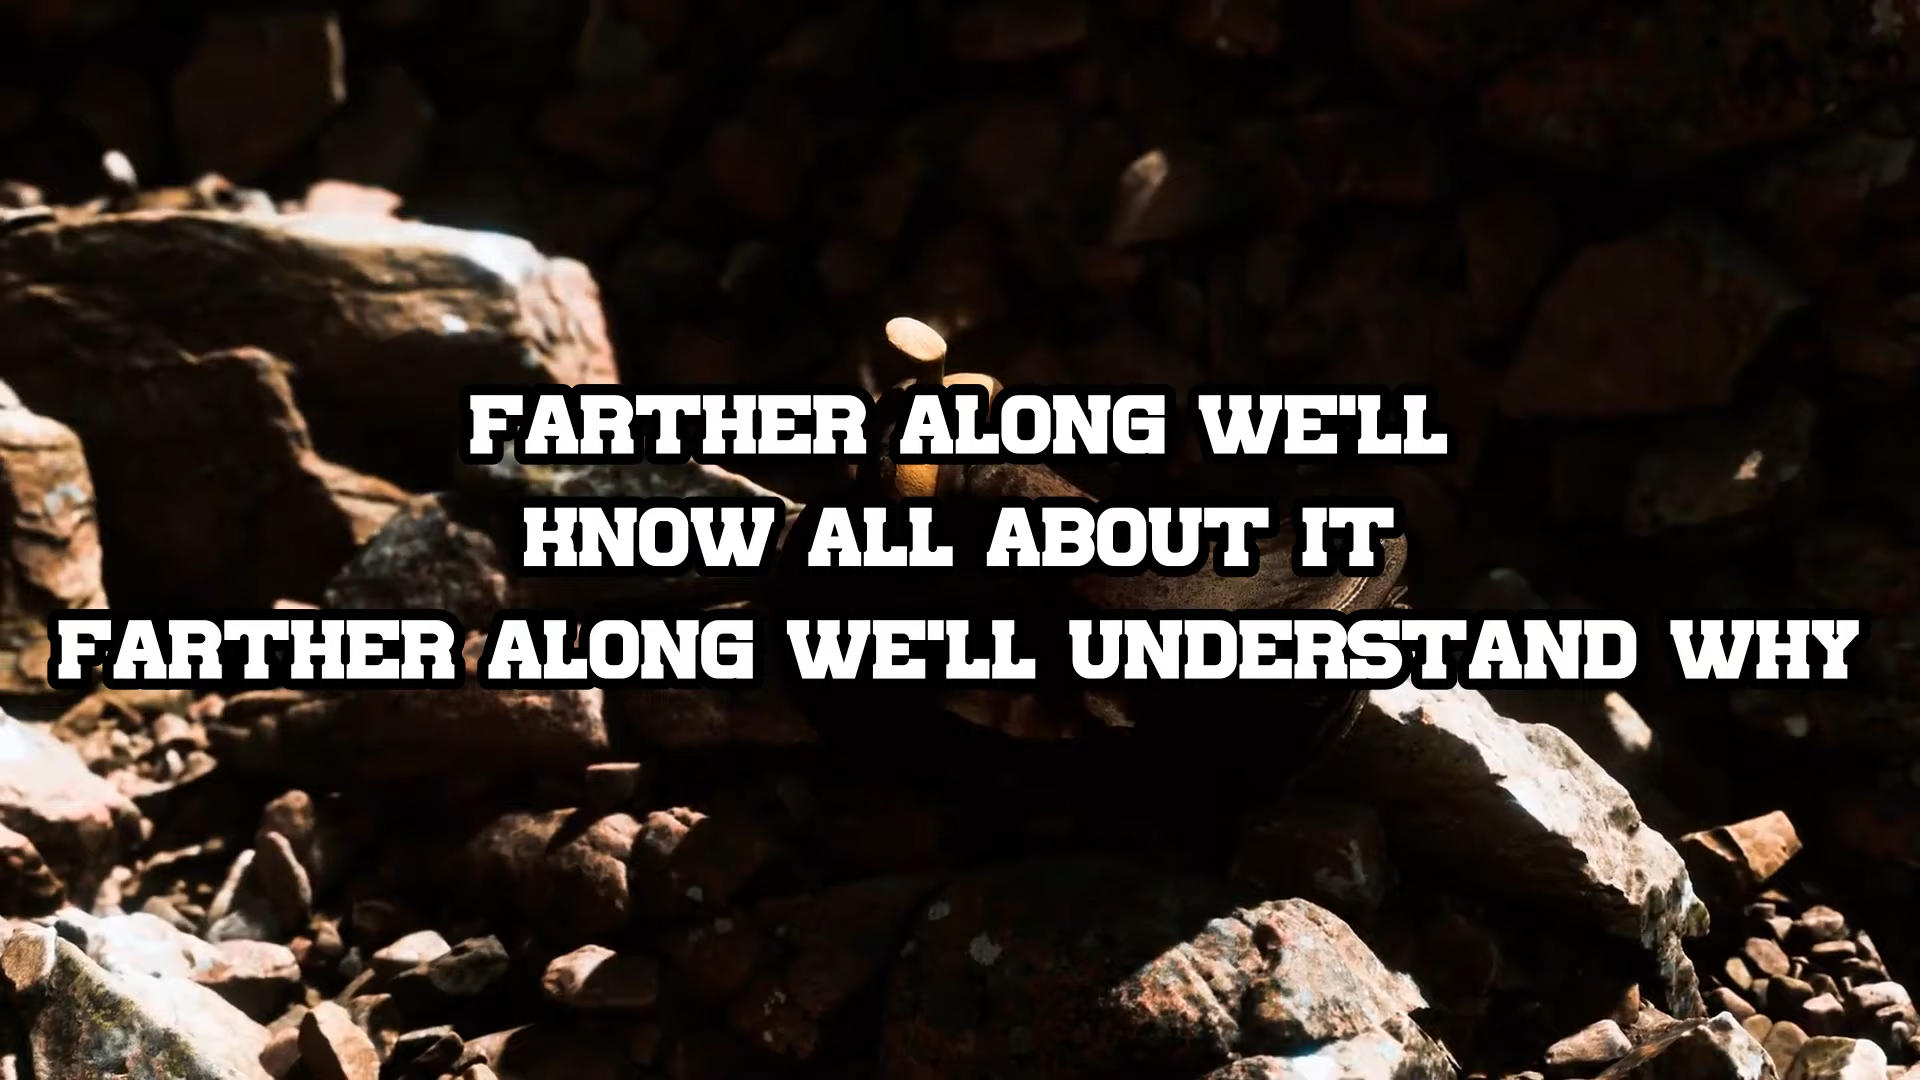 FARTHER ALONG WE'LL
KNOW ALL ABOUT IT
FARTHER ALONG WE'LL UNDERSTAND WHY